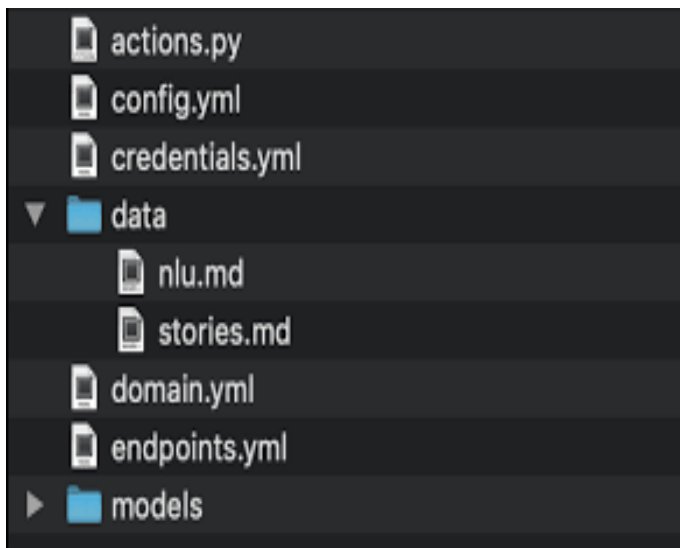 actions.py
config.yml
credentials.yml
data
nlu.md
stories.md
domain.yml
endpoints.yml
models